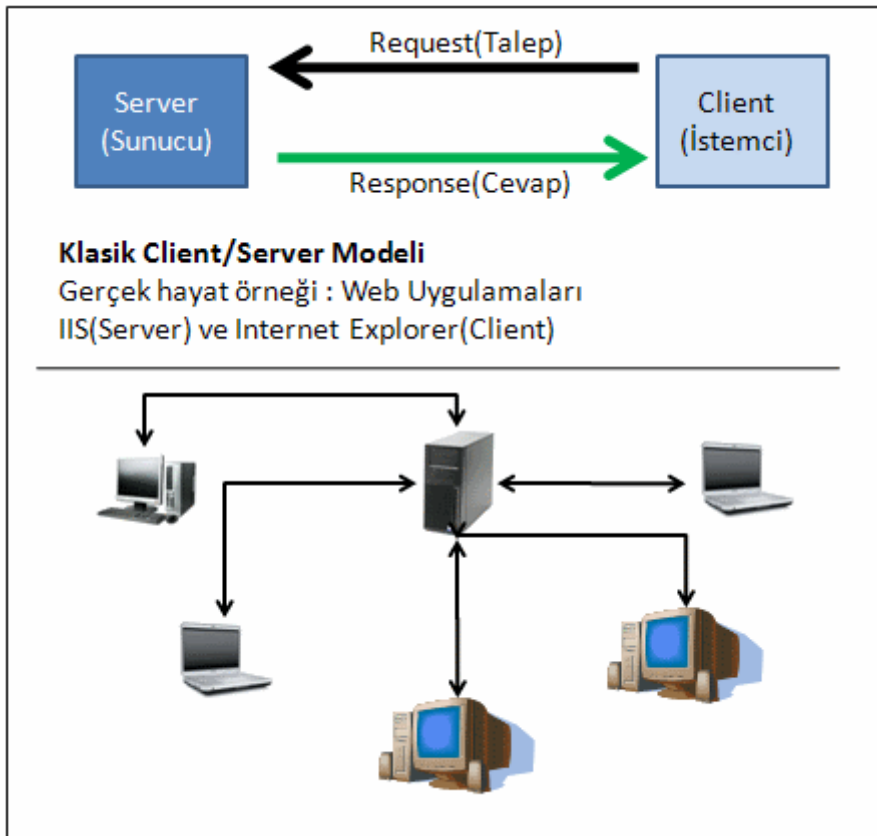 Request(Talep)
Server
(Sunucu)
Client
(İstemci)
Response(Cevap)
Klasik Client/Server Modeli
Gerçek hayat örneği : Web Uygulamaları
IIS(Server) ve Internet Explorer(Client)